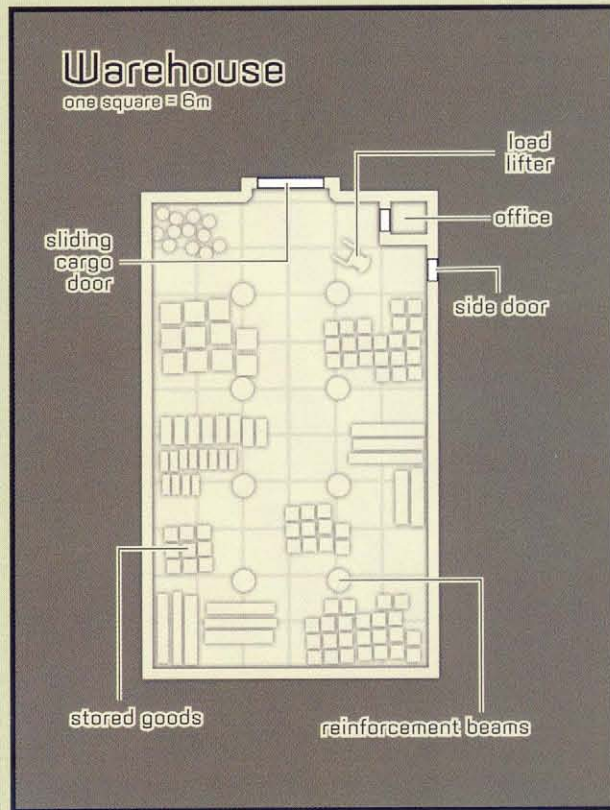 Warehouse
one square = 6m
load
lifter
office
sliding
cargo
door
side door
stored goods
reinforcement beams